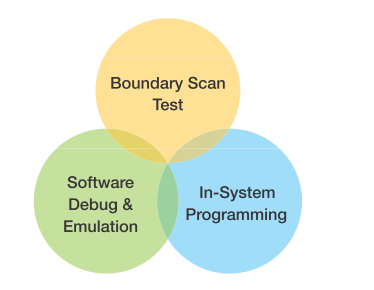 Boundary Scan
Test
Software
Debug &
Emulation
In-System
Programming